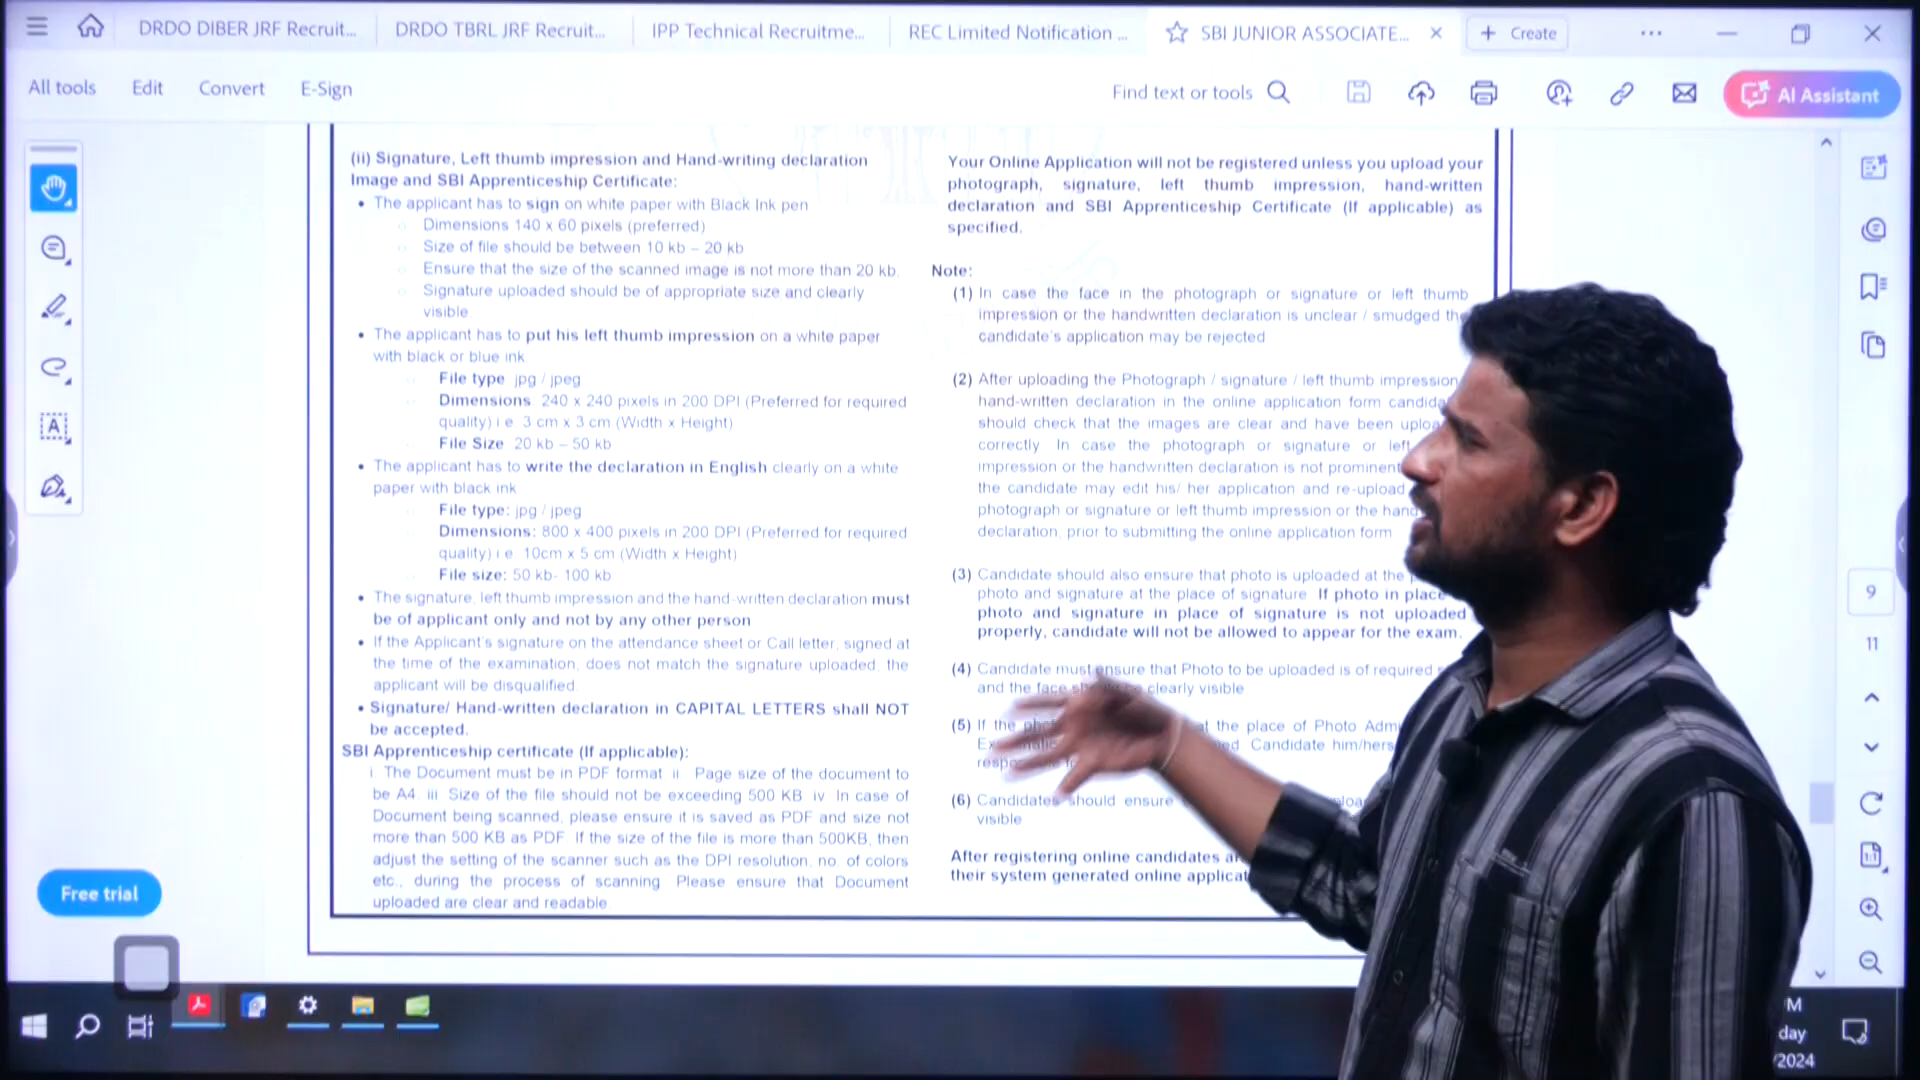 DRDO DIBER JRF Recruit...
DRDO TBRL JRF Recruit...
IPP Technical Recruitme...
REC Limited Notification ...
SBI JUNIOR ASSOCIATE...
Create
All tools
Edit
Convert
E-Sign
Find text or tools
AI Assistant
(ii) Signature, Left thumb impression and Hand-writing declaration
Image and SBI Apprenticeship Certificate:
• The applicant has to sign on white paper with Black Ink pen
Dimensions 140 x 60 pixels (preferred)
Size of file should be between 10 kb – 20 kb
Ensure that the size of the scanned image is not more than 20 kb.
Signature uploaded should be of appropriate size and clearly
visible
• The applicant has to put his left thumb impression on a white paper
with black or blue ink
File type jpg / jpeg
Dimensions 240 x 240 pixels in 200 DPI (Preferred for required
quality) i e 3 cm x 3 cm (Width x Height)
File Size 20 kb – 50 kb
• The applicant has to write the declaration in English clearly on a white
paper with black ink
File type: jpg / jpeg
Dimensions: 800 x 400 pixels in 200 DPI (Preferred for required
quality) i e 10cm x 5 cm (Width x Height)
File size: 50 kb- 100 kb
• The signature, left thumb impression and the hand-written declaration must
be of applicant only and not by any other person
• If the Applicant's signature on the attendance sheet or Call letter, signed at
the time of the examination, does not match the signature uploaded, the
applicant will be disqualified.
• Signature/ Hand-written declaration in CAPITAL LETTERS shall NOT
be accepted.
SBI Apprenticeship certificate (If applicable):
i The Document must be in PDF format ii Page size of the document to
be A4 iii Size of the file should not be exceeding 500 KB iv In case of
Document being scanned, please ensure it is saved as PDF and size not
more than 500 KB as PDF If the size of the file is more than 500KB, then
adjust the setting of the scanner such as the DPI resolution, no. of colors
etc., during the process of scanning Please ensure that Document
uploaded are clear and readable
Your Online Application will not be registered unless you upload your
photograph, signature, left thumb impression, hand-written
declaration and SBI Apprenticeship Certificate (If applicable) as
specified.
Note:
(1) In case the face in the photograph or signature or left thumb
impression or the handwritten declaration is unclear / smudged the
candidate's application may be rejected
(2) After uploading the Photograph / signature / left thumb impression
hand-written declaration in the online application form
should check that the images are clear and have been
correctly In case the photograph or signature or left
impression or the handwritten declaration is not prominent
the candidate may edit his/ her application and re-upload
photograph or signature or left thumb impression or the
declaration, prior to submitting the online application form
(3) Candidate should also ensure that photo is uploaded at the
photo and signature at the place of signature If photo in place
photo and signature in place of signature is not uploaded
properly, candidate will not be allowed to appear for the exam.
(4) Candidate must ensure that Photo to be uploaded is of required
and the face clearly visible
(5) If the at the place of Photo
Candidate
(6) Candidates should ensure
visible
After registering online candidates
their system generated online
9
11
Free trial
M
day
/2024